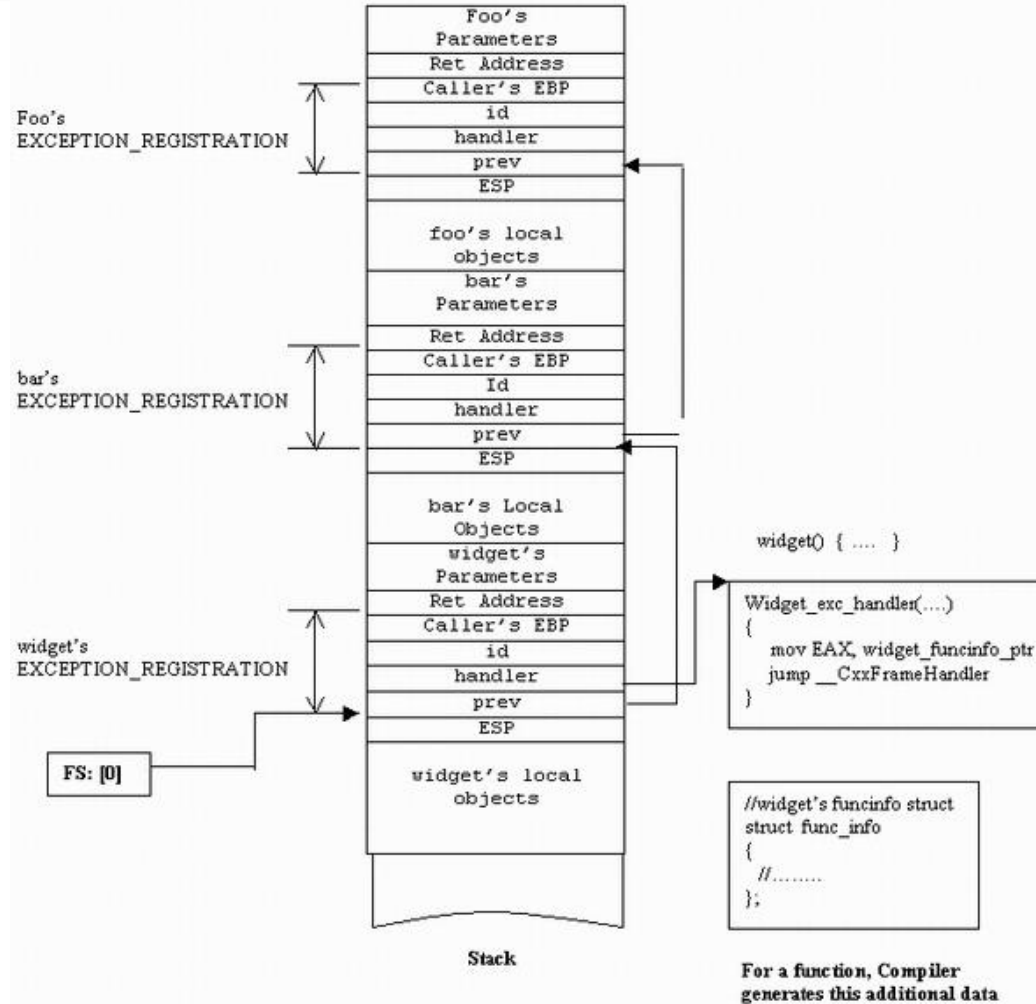 Foo's
Parameters
Ret Address
Caller's EBP
id
handler
prev
ESP
foo's local
objects
bar's
Parameters
Ret Address
Caller's EBP
Id
handler
prev
ESP
bar's Local
Objects
widget's
Parameters
Ret Address
Caller's EBP
id
handler
prev
ESP
widget's local
objects
Foo's
EXCEPTION_REGISTRATION
bar's
EXCEPTION_REGISTRATION
widget's
EXCEPTION_REGISTRATION
FS: [0]
Stack
widget() { .... }
Widget_exc_handler(....)
{
mov EAX, widget_funcinfo_ptr
jump __CxxFrameHandler
}
//widget's funcinfo struct
struct func_info
{
//........
};
For a function, Compiler
generates this additional data